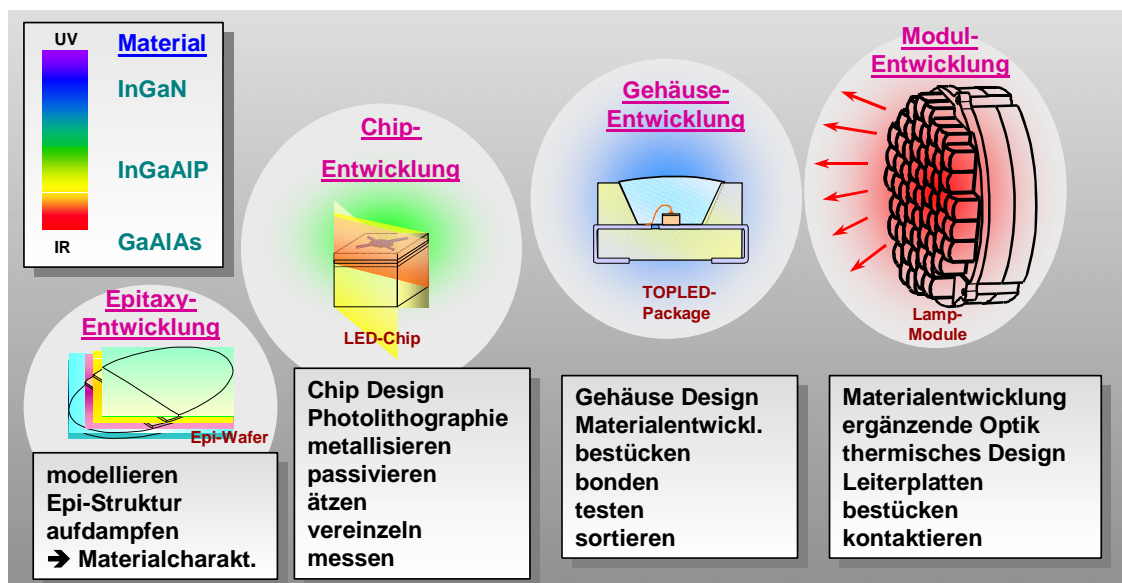 UV
Material
InGaN
InGaAlP
GaAlAs
IR
Epitaxy-
Entwicklung
Epi-Wafer
modellieren
Epi-Struktur
aufdampfen
➔ Materialcharakt.
Chip-
Entwicklung
LED-Chip
Chip Design
Photolithographie
metallisieren
passivieren
ätzen
vereinzeln
messen
Gehäuse-
Entwicklung
TOPLED-
Package
Gehäuse Design
Materialentwickl.
bestücken
bonden
testen
sortieren
Modul-
Entwicklung
Lamp-
Module
Materialentwicklung
ergänzende Optik
thermisches Design
Leiterplatten
bestücken
kontaktieren